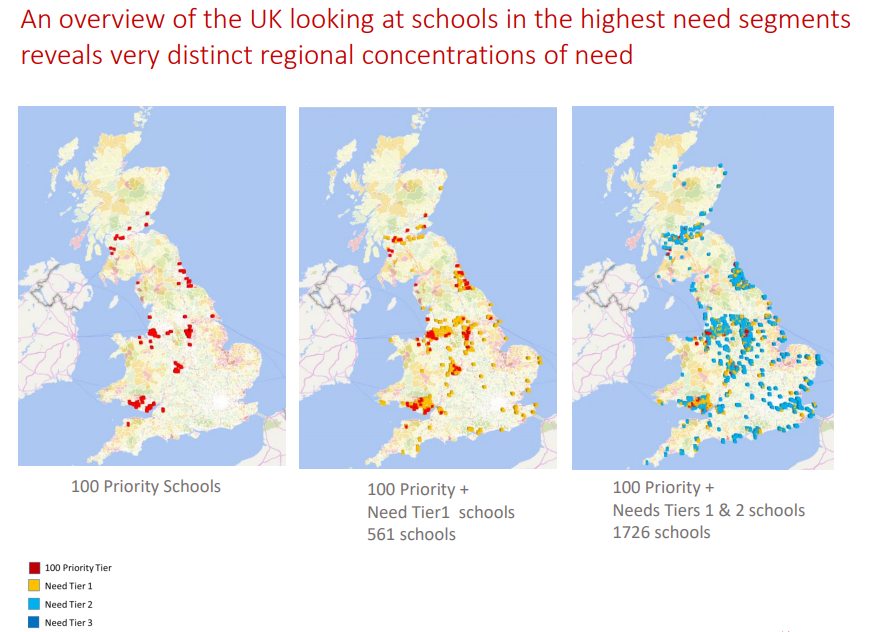 An overview of the UK looking at schools in the highest need segments
reveals very distinct regional concentrations of need
100 Priority Schools
100 Priority +
Need Tier1 schools
561 schools
100 Priority +
Needs Tiers 1 & 2 schools
1726 schools
100 Priority Tier
Need Tier 1
Need Tier 2
Need Tier 3